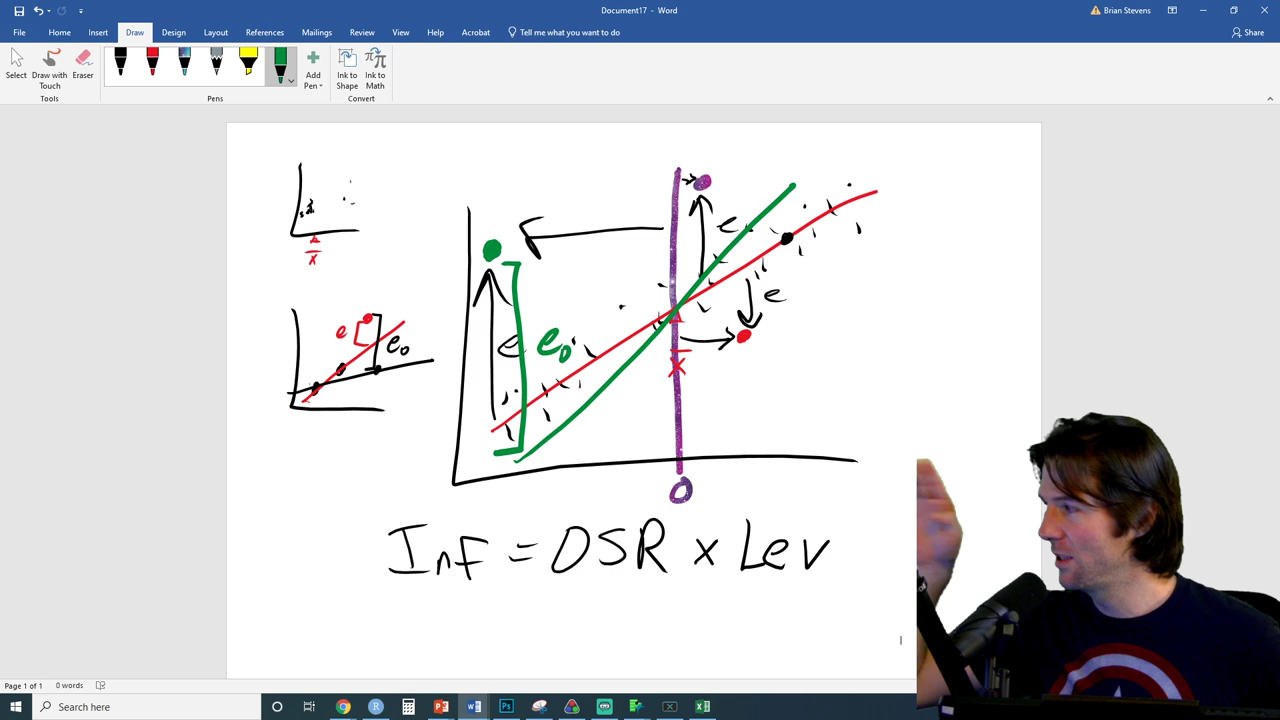 Document17 - Word
Brian Stevens
File Home Insert Draw Design Layout References Mailings Review View Help Acrobat Tell me what you want to do Share
Select Draw with Touch Eraser Add Pen Ink to Shape Ink to Math
Tools Pens Convert
x
e e₀
e
e
e e₀
x
0
Inf = DSR x Lev
Page 1 of 1 0 words
Search here